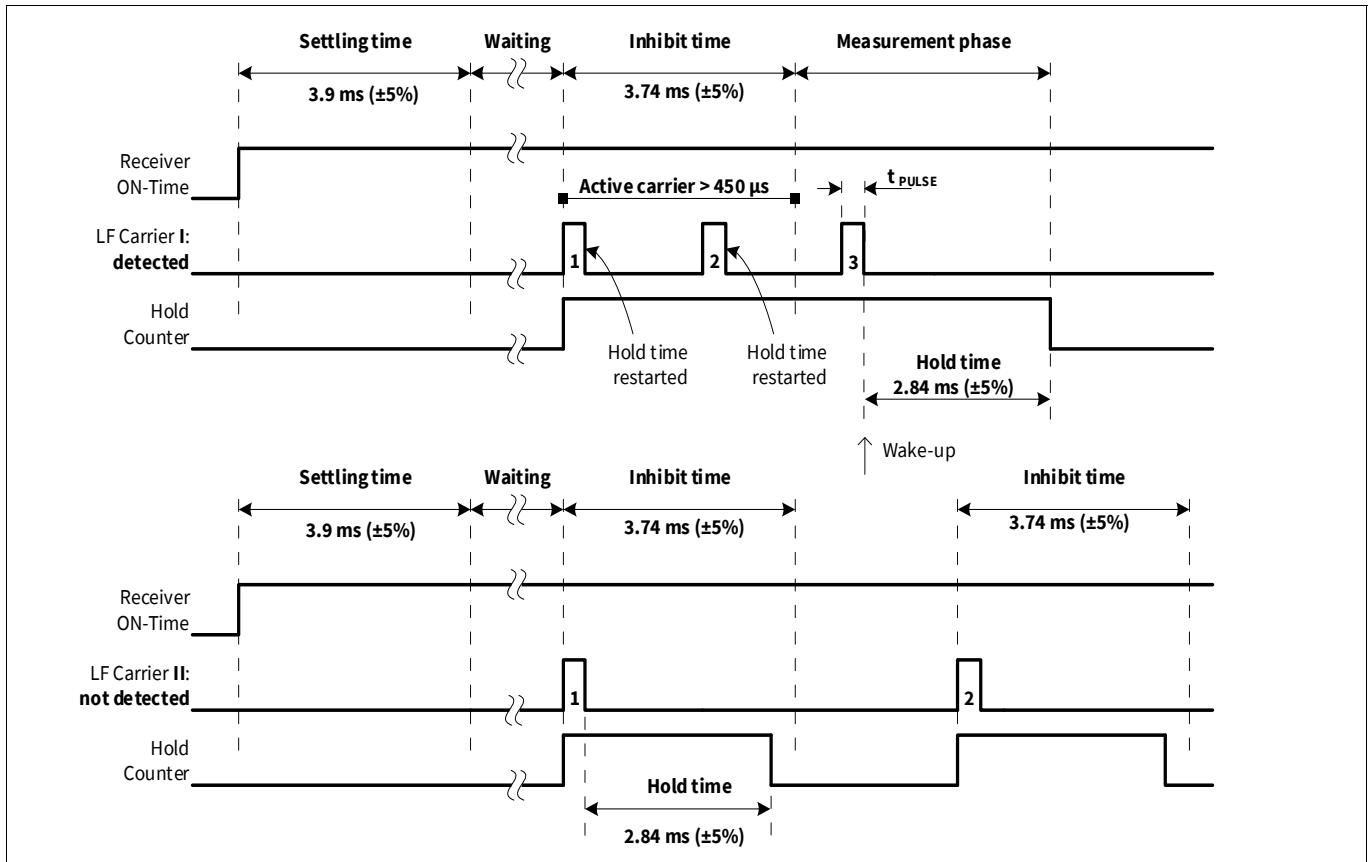 Settling time
Waiting
Inhibit time
Measurement phase
3.9 ms (±5%)
3.74 ms (±5%)
Receiver
ON-Time
Active carrier > 450 µs
t PULSE
LF Carrier I:
detected
1
2
3
Hold
Counter
Hold time
restarted
Hold time
restarted
Hold time
2.84 ms (±5%)
Wake-up
Settling time
Waiting
Inhibit time
Inhibit time
3.9 ms (±5%)
3.74 ms (±5%)
3.74 ms (±5%)
Receiver
ON-Time
LF Carrier II:
not detected
1
2
Hold
Counter
Hold time
2.84 ms (±5%)